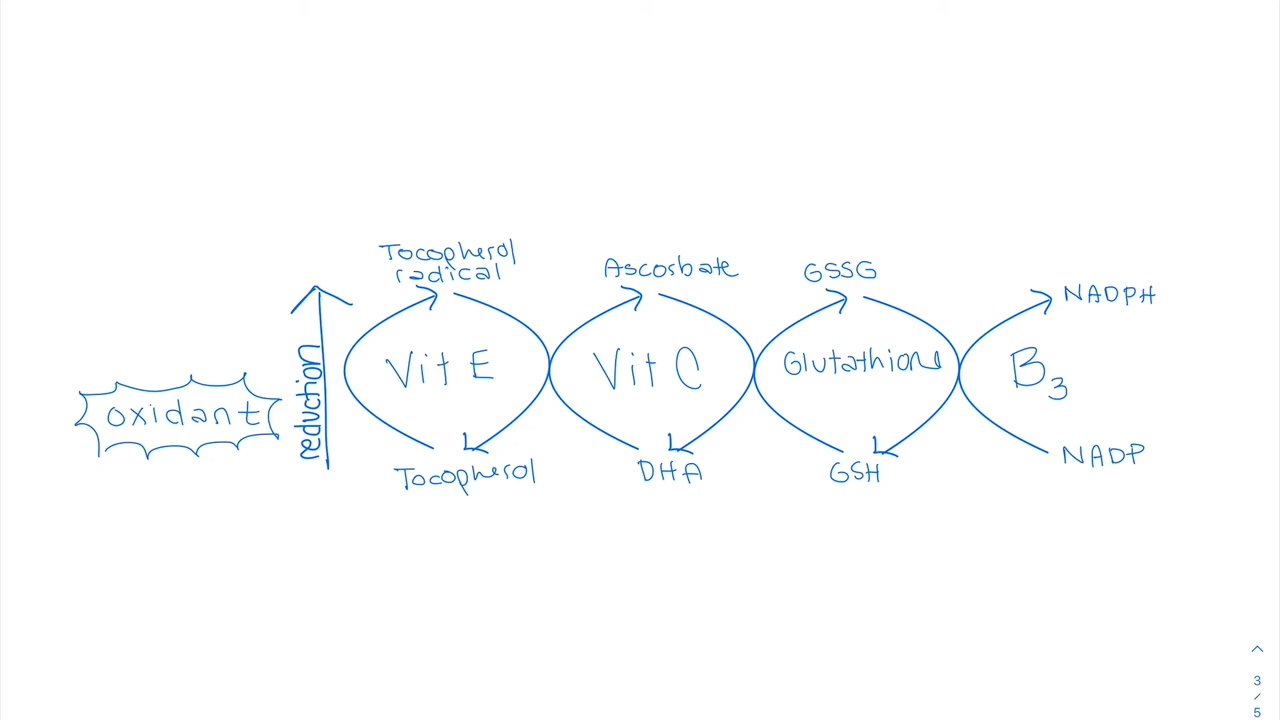 Tocopherol
radical
Ascorbate
GSSG
NADPH
oxidant
reduction
Vit E
Vit C
Glutathione
B3
Tocopherol
DHA
GSH
NADP
3
/
5